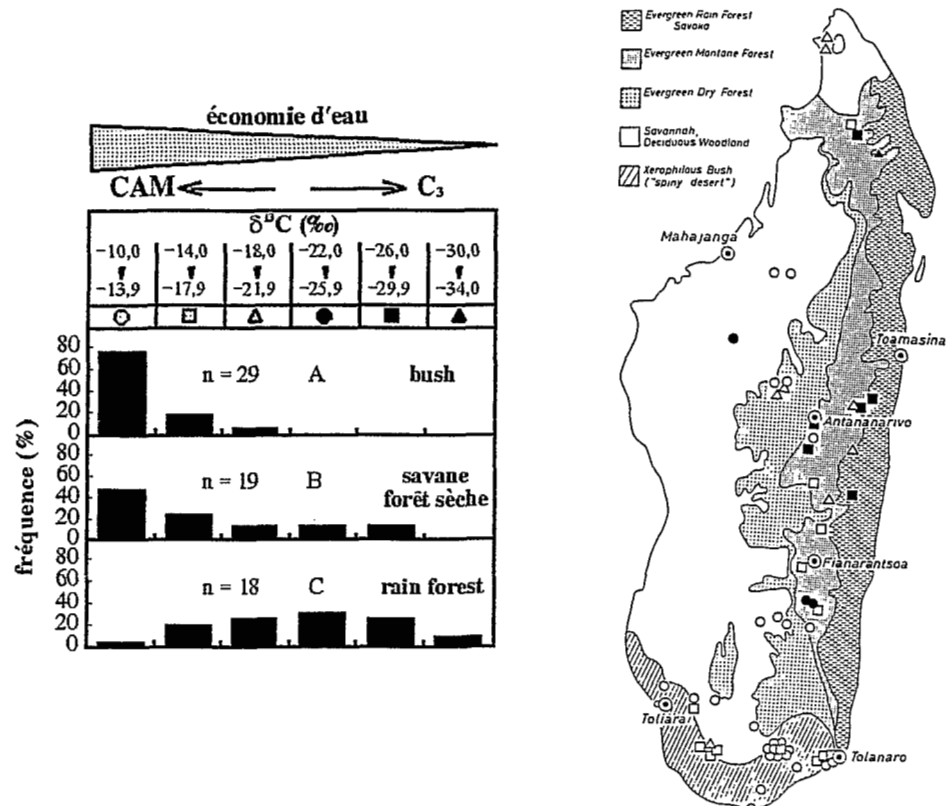 économie d'eau
CAM C₃
δ¹³C (‰)
−10,0 −14,0 −18,0 −22,0 −26,0 −30,0
−13,9 −17,9 −21,9 −25,9 −29,9 −34,0
fréquence (%)
80
60
40
20
0
n = 29 A bush
80
60
40
20
0
n = 19 B savane
forêt sèche
80
60
40
20
0
n = 18 C rain forest
Evergreen Rain Forest
Savoka
Evergreen Montane Forest
Evergreen Dry Forest
Savannah,
Deciduous Woodland
Xerophilous Bush
("spiny desert")
Mahajanga
Toamasina
Antananarivo
Fianarantsoa
Toliara
Tolanaro